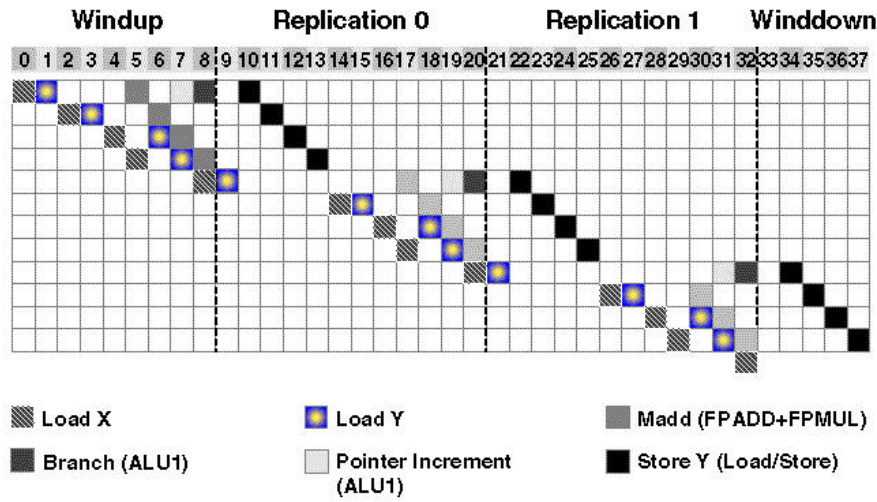 Windup Replication 0 Replication 1 Winddown
0 1 2 3 4 5 6 7 8 9 10 11 12 13 14 15 16 17 18 19 20 21 22 23 24 25 26 27 28 29 30 31 32 33 34 35 36 37
Load X Load Y Madd (FPADD+FPMUL)
Branch (ALU1) Pointer Increment Store Y (Load/Store)
(ALU1)